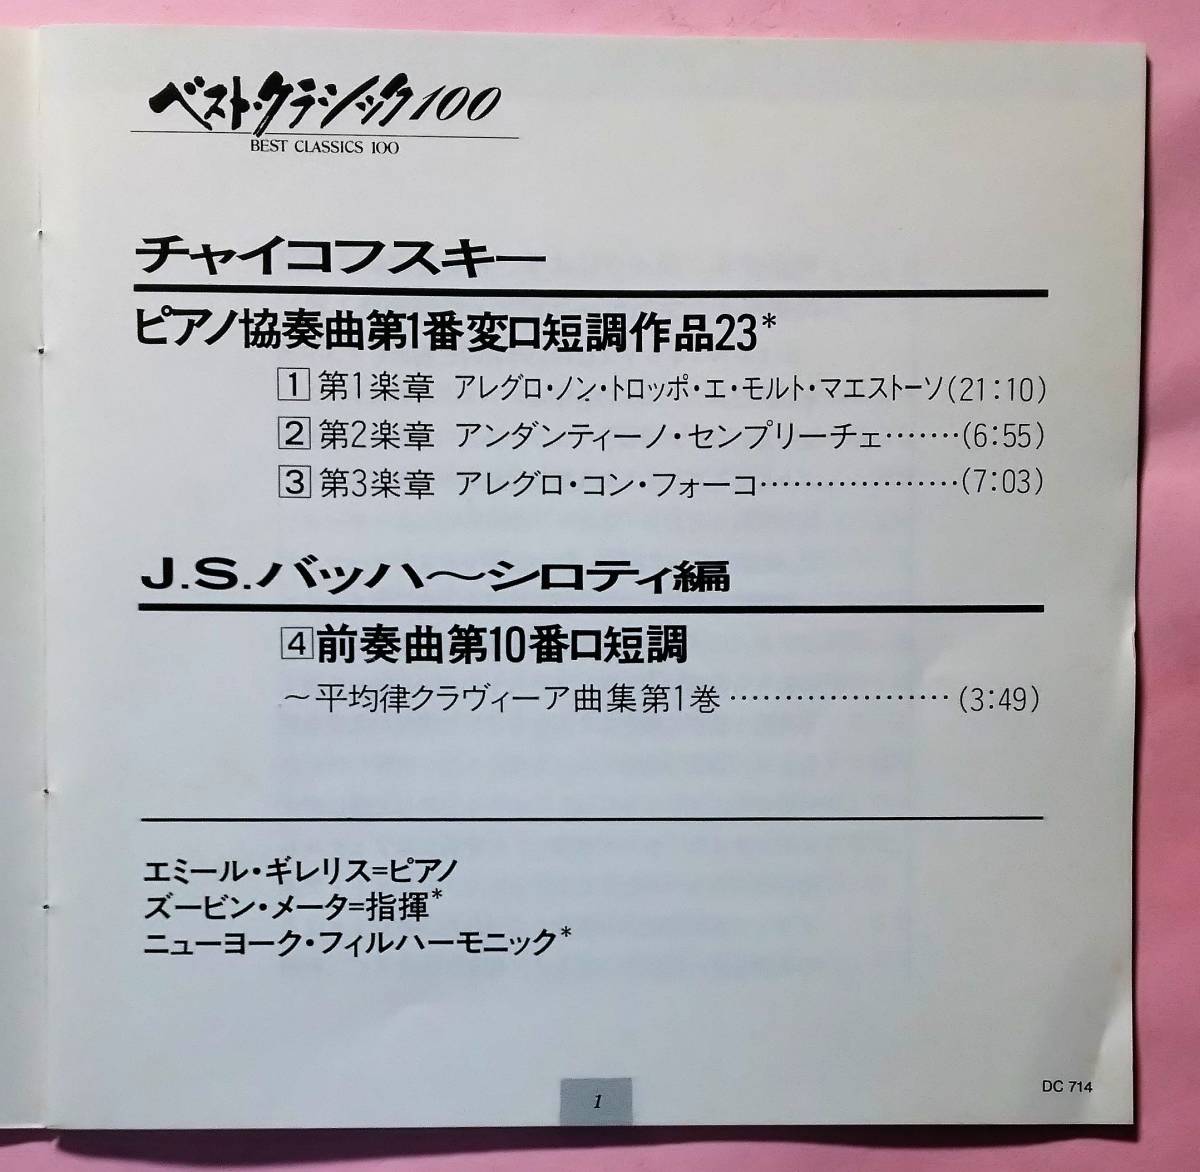 ベスト・クラシック100
BEST CLASSICS 100
チャイコフスキー
ピアノ協奏曲第1番変ロ短調作品23*
1 第1楽章 アレグロ・ノン・トロッポ・エ・モルト・マエストーソ(21:10)
2 第2楽章 アンダンティーノ・センプリーチェ‥‥‥‥(6:55)
3 第3楽章 アレグロ・コン・フォーコ‥‥‥‥‥‥‥‥‥(7:03)
J.S.バッハ〜シロティ編
4 前奏曲第10番ロ短調
〜平均律クラヴィーア曲集第1巻‥‥‥‥‥‥‥‥‥‥(3:49)
エミール・ギレリス=ピアノ
ズービン・メータ=指揮*
ニューヨーク・フィルハーモニック*
1
DC 714